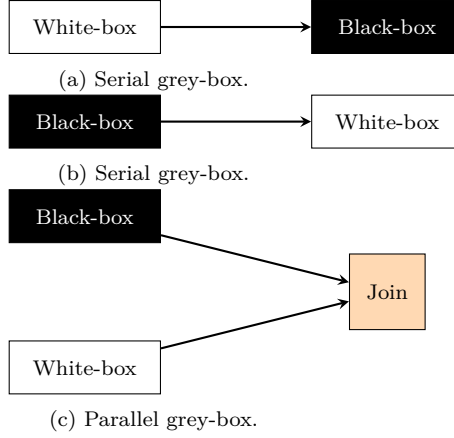 White-box
Black-box
(a) Serial grey-box.
Black-box
White-box
(b) Serial grey-box.
Black-box
Join
White-box
(c) Parallel grey-box.